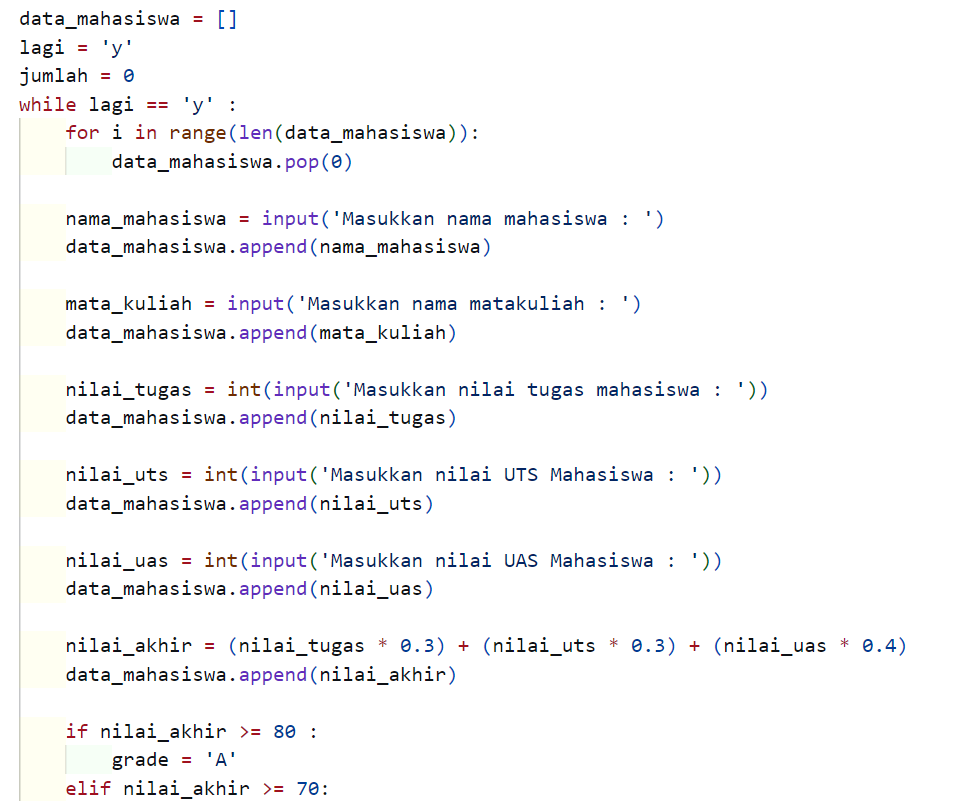 data_mahasiswa = []
lagi = 'y'
jumlah = 0
while lagi == 'y' :
    for i in range(len(data_mahasiswa)):
        data_mahasiswa.pop(0)

    nama_mahasiswa = input('Masukkan nama mahasiswa : ')
    data_mahasiswa.append(nama_mahasiswa)

    mata_kuliah = input('Masukkan nama matakuliah : ')
    data_mahasiswa.append(mata_kuliah)

    nilai_tugas = int(input('Masukkan nilai tugas mahasiswa : '))
    data_mahasiswa.append(nilai_tugas)

    nilai_uts = int(input('Masukkan nilai UTS Mahasiswa : '))
    data_mahasiswa.append(nilai_uts)

    nilai_uas = int(input('Masukkan nilai UAS Mahasiswa : '))
    data_mahasiswa.append(nilai_uas)

    nilai_akhir = (nilai_tugas * 0.3) + (nilai_uts * 0.3) + (nilai_uas * 0.4)
    data_mahasiswa.append(nilai_akhir)

    if nilai_akhir >= 80 :
        grade = 'A'
    elif nilai_akhir >= 70: